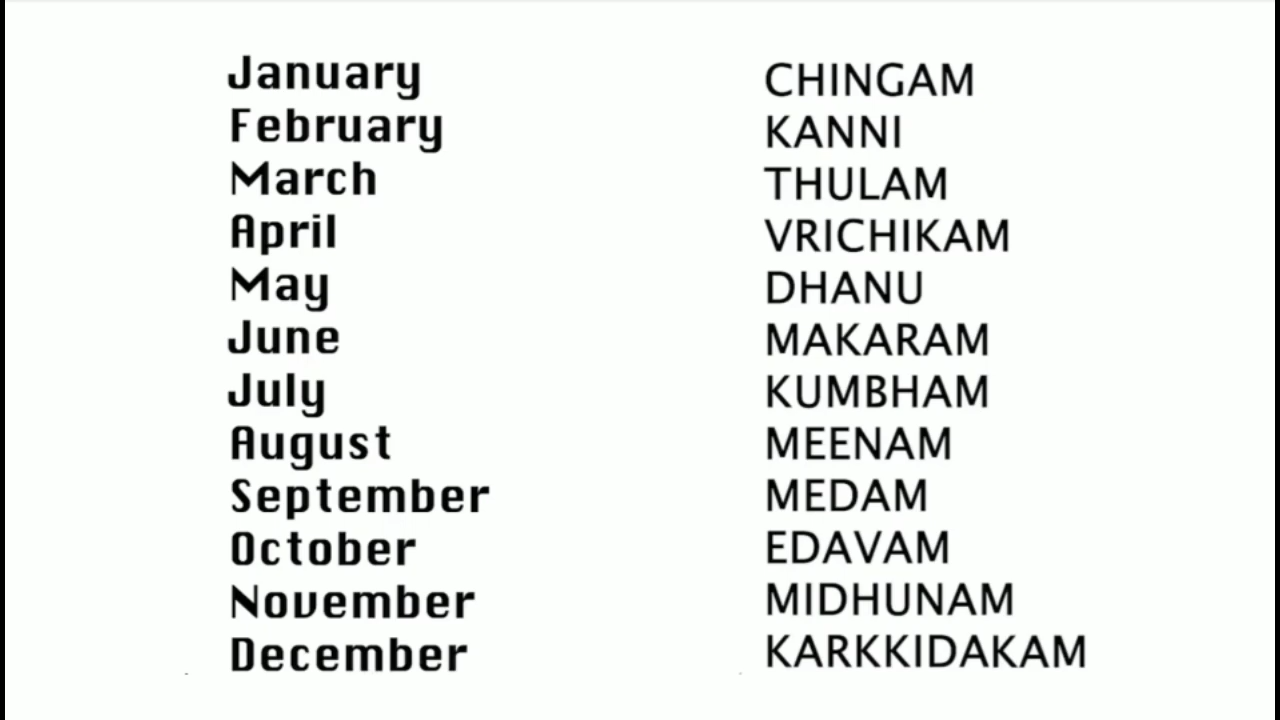 January
February
March
April
May
June
July
August
September
October
November
December
CHINGAM
KANNI
THULAM
VRICHIKAM
DHANU
MAKARAM
KUMBHAM
MEENAM
MEDAM
EDAVAM
MIDHUNAM
KARKKIDAKAM